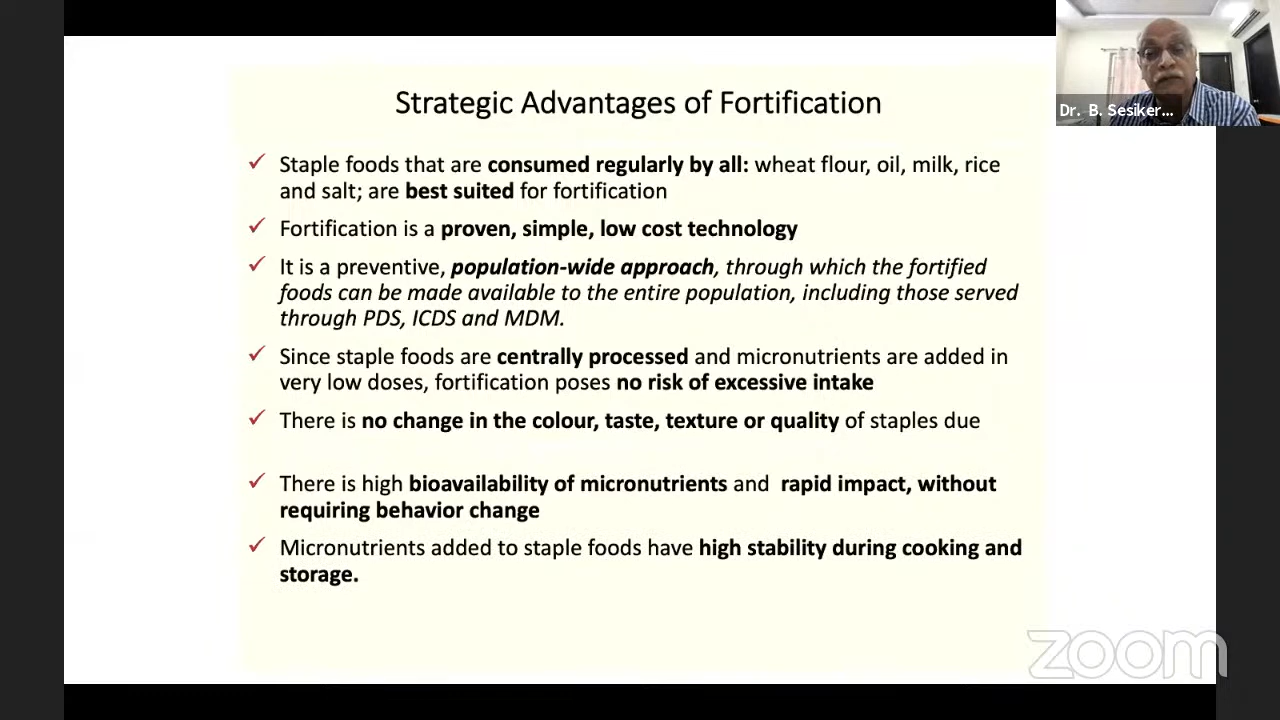 Strategic Advantages of Fortification
✓ Staple foods that are consumed regularly by all: wheat flour, oil, milk, rice
and salt; are best suited for fortification
✓ Fortification is a proven, simple, low cost technology
✓ It is a preventive, population-wide approach, through which the fortified
foods can be made available to the entire population, including those served
through PDS, ICDS and MDM.
✓ Since staple foods are centrally processed and micronutrients are added in
very low doses, fortification poses no risk of excessive intake
✓ There is no change in the colour, taste, texture or quality of staples due
✓ There is high bioavailability of micronutrients and rapid impact, without
requiring behavior change
✓ Micronutrients added to staple foods have high stability during cooking and
storage.
Dr. B. Sesiker...
zoom